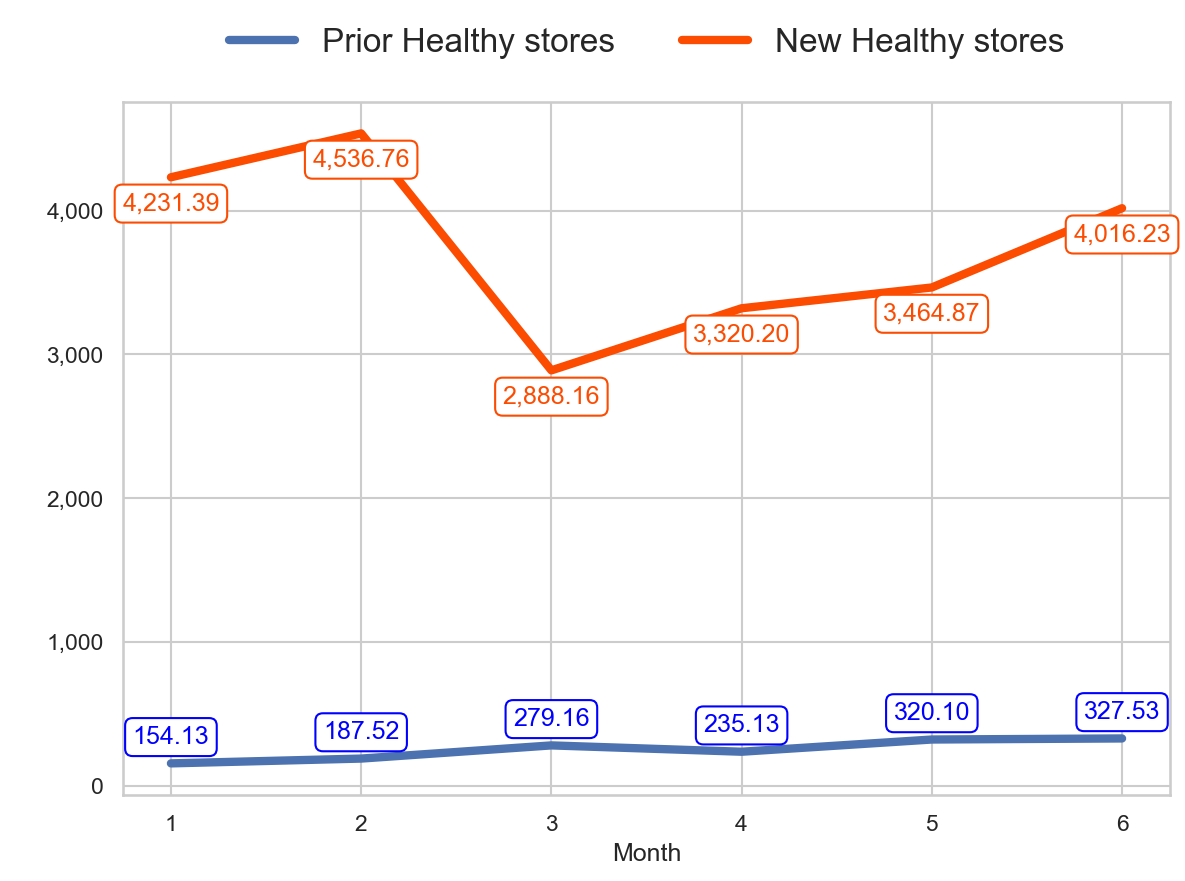 Prior Healthy stores New Healthy stores
4,536.76
4,231.39
4,000
4,016.23
3,464.87
3,320.20
3,000
2,888.16
2,000
1,000
154.13 187.52 279.16 235.13 320.10 327.53
0
1 2 3 4 5 6
Month